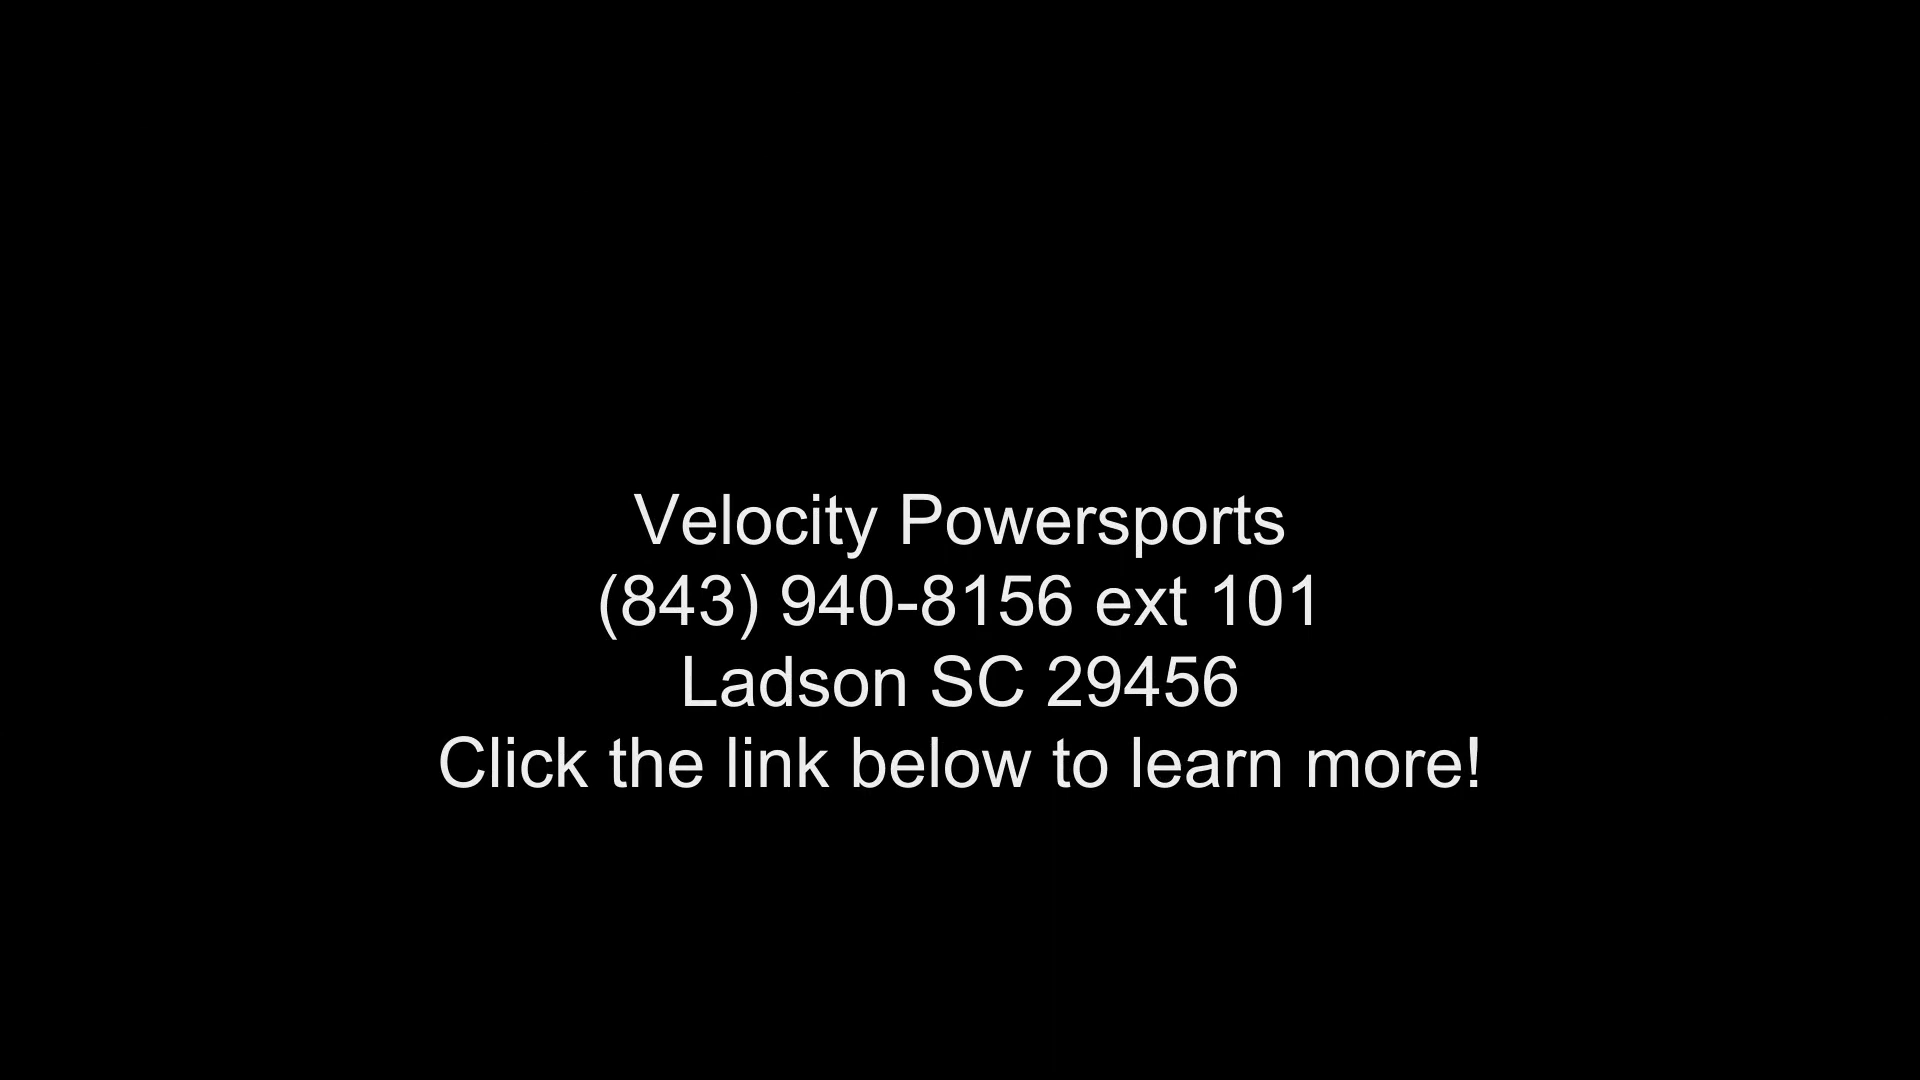 Velocity Powersports
(843) 940-8156 ext 101
Ladson SC 29456
Click the link below to learn more!